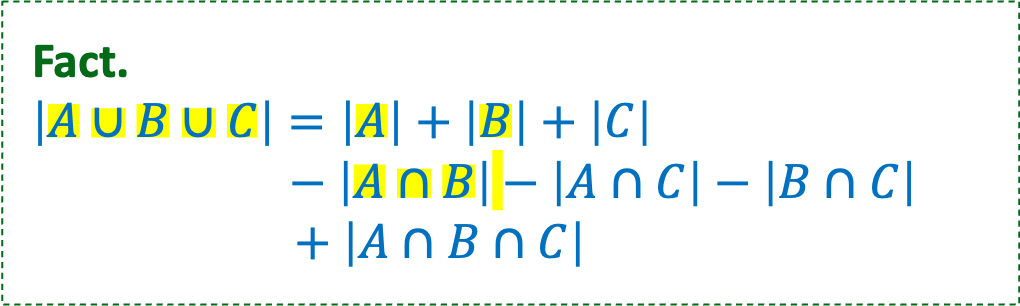 Fact.
|A ∪ B ∪ C| = |A| + |B| + |C|
− |A ∩ B| − |A ∩ C| − |B ∩ C|
+ |A ∩ B ∩ C|